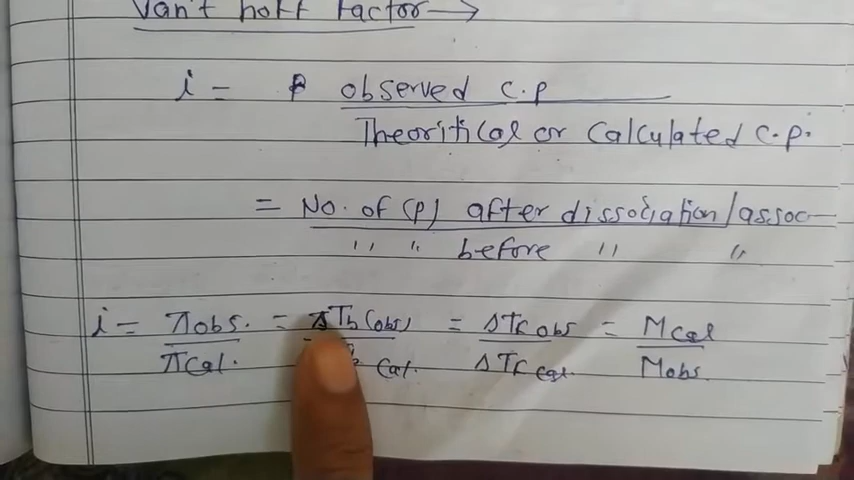 Van't hoff factor →
i = observed c.p
Theoritical or calculated c.p.
= No. of (P) after dissociation/assoc—
" " before " "
i = πobs. = ΔTb(obs) = ΔTf obs = Mcal
πcal. Tb cal. ΔTf cal. Mobs.